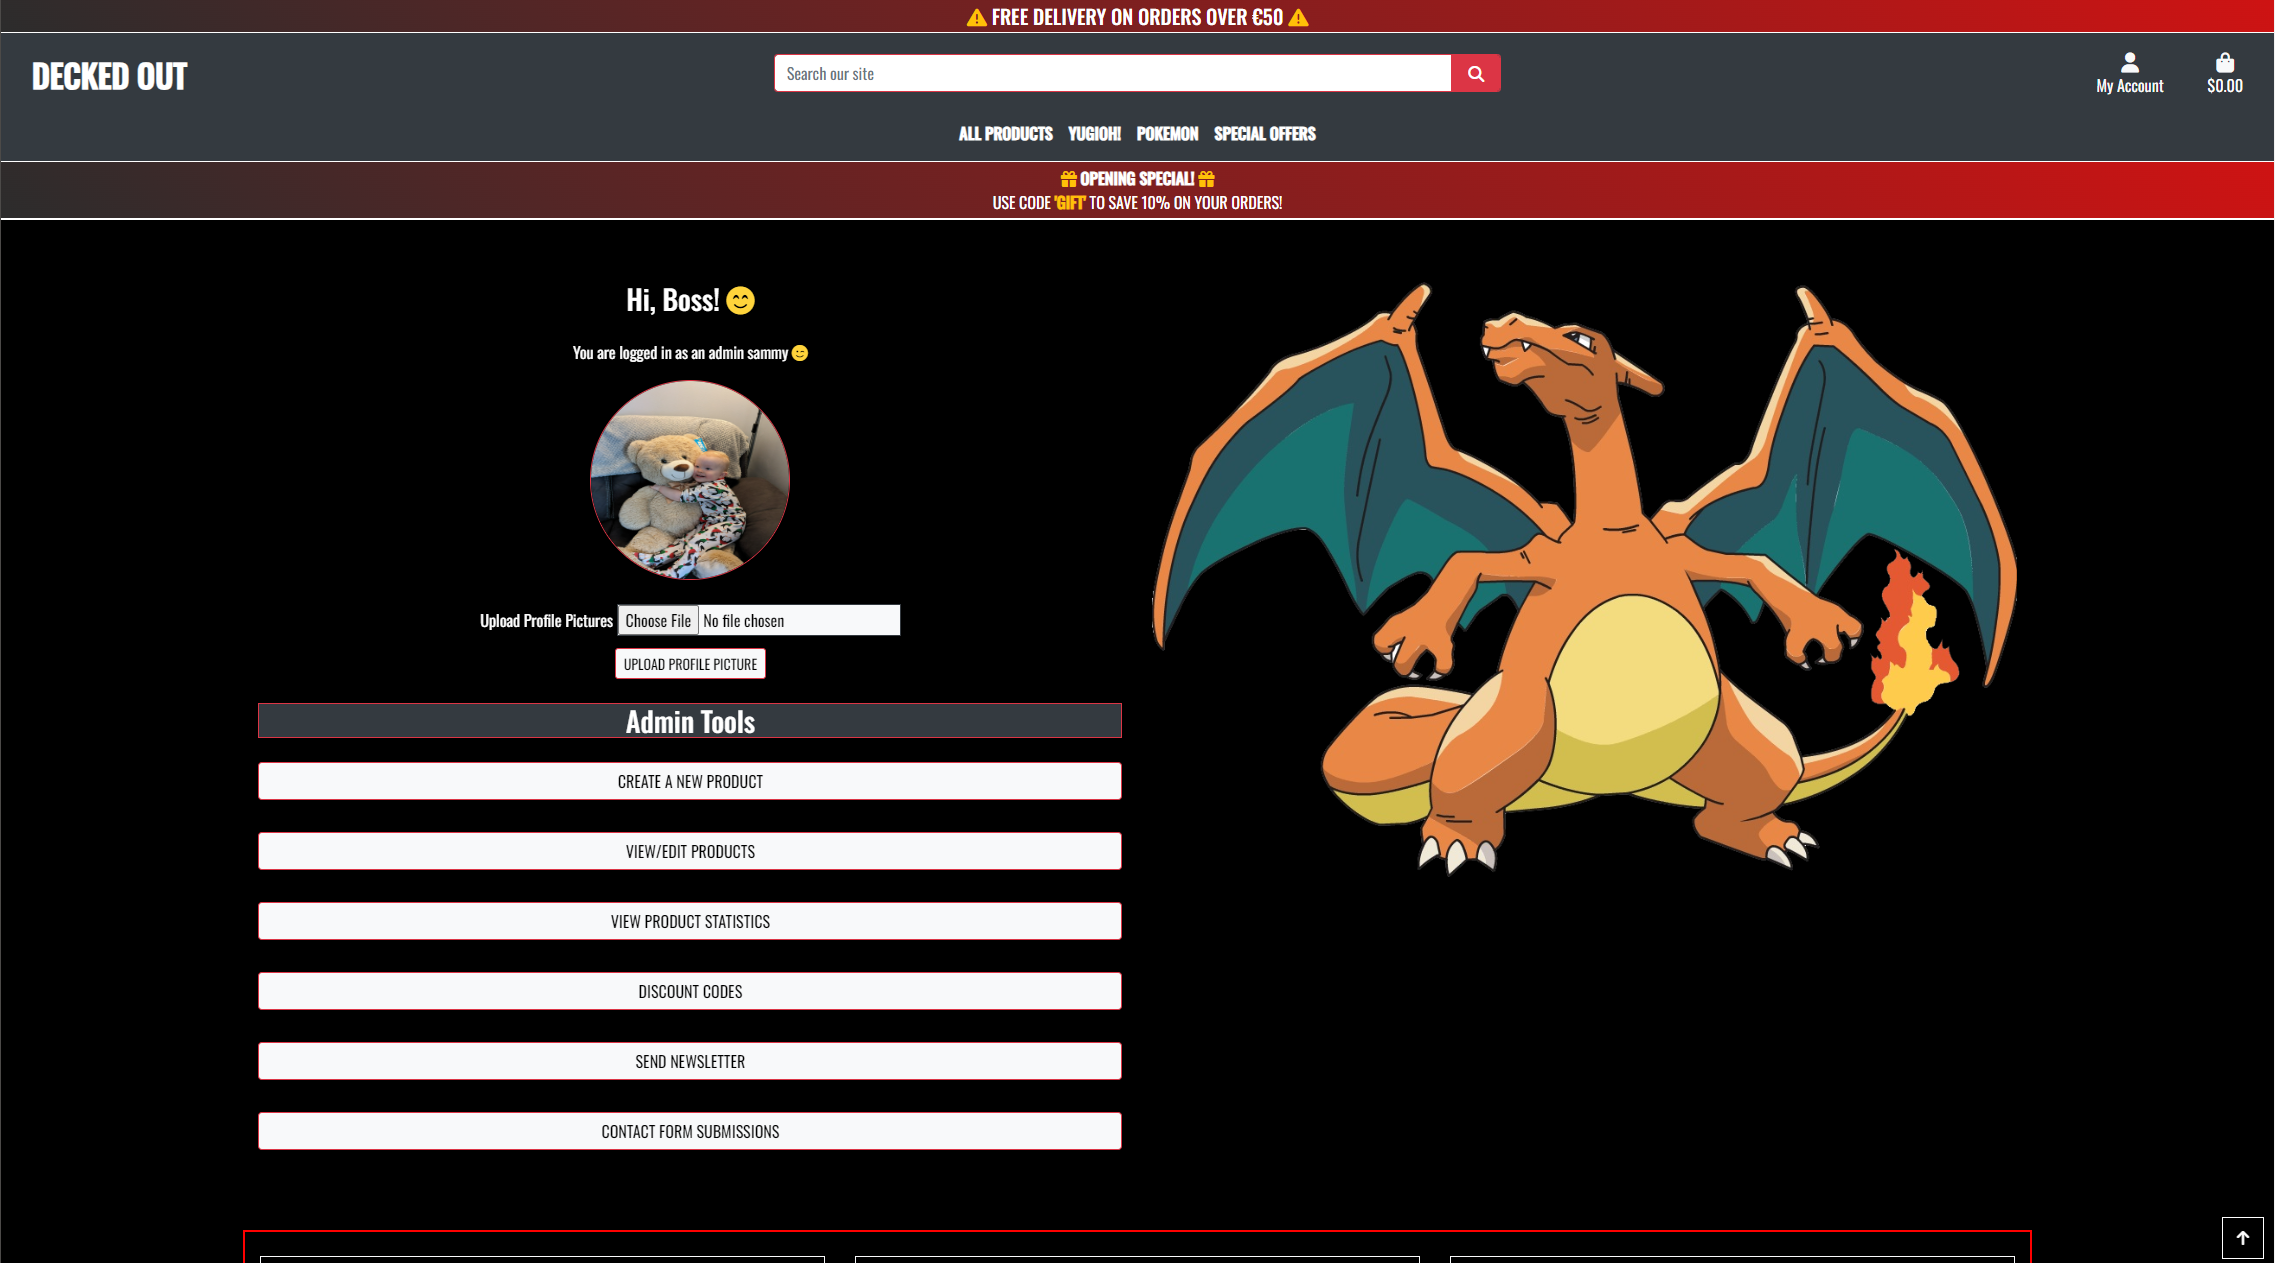 FREE DELIVERY ON ORDERS OVER €50
DECKED OUT
Search our site
My Account
$0.00
ALL PRODUCTS YUGIOH! POKEMON SPECIAL OFFERS
OPENING SPECIAL!
USE CODE 'GIFT' TO SAVE 10% ON YOUR ORDERS!
Hi, Boss! 😊
You are logged in as an admin sammy 😉
Upload Profile Pictures Choose File No file chosen
UPLOAD PROFILE PICTURE
Admin Tools
CREATE A NEW PRODUCT
VIEW/EDIT PRODUCTS
VIEW PRODUCT STATISTICS
DISCOUNT CODES
SEND NEWSLETTER
CONTACT FORM SUBMISSIONS